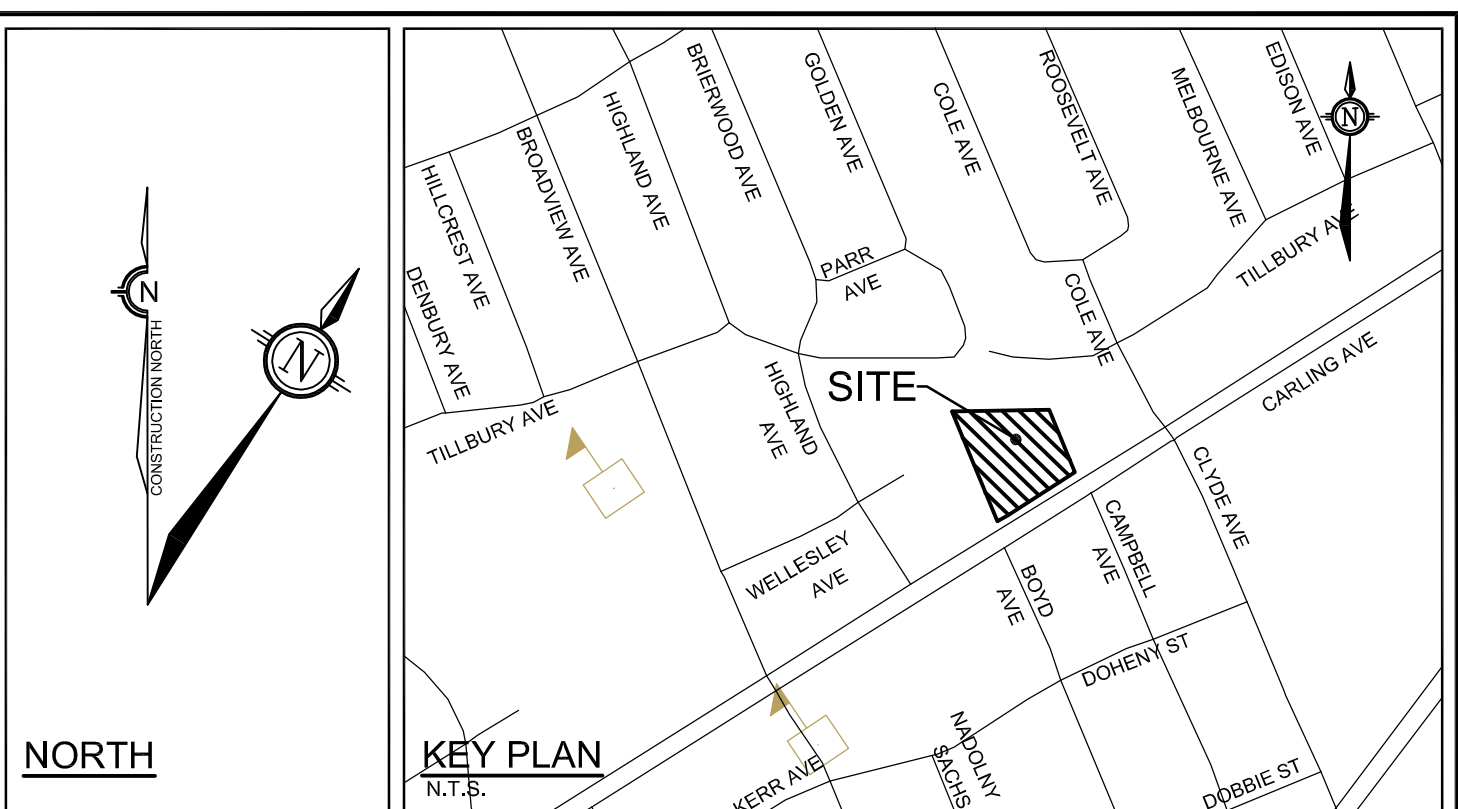 N
CONSTRUCTION NORTH
N
NORTH
HILLCREST AVE
DENBURY AVE
BROADVIEW AVE
HIGHLAND AVE
BRIERWOOD AVE
GOLDEN AVE
COLE AVE
ROOSEVELT AVE
MELBOURNE AVE
EDISON AVE
N
PARR
AVE
COLE AVE
TILLBURY AVE
CARLING AVE
TILLBURY AVE
HIGHLAND
AVE
SITE
WELLESLEY
AVE
CLYDE AVE
CAMPBELL
AVE
BOYD
AVE
DOHENY ST
NADOLNY
SACHS
KERR AVE
DOBBIE ST
KEY PLAN
N.T.S.